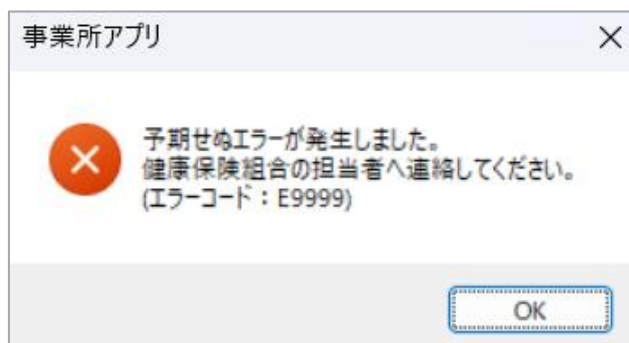 事業所アプリ
予期せぬエラーが発生しました。
健康保険組合の担当者へ連絡してください。
(エラーコード：E9999)
OK